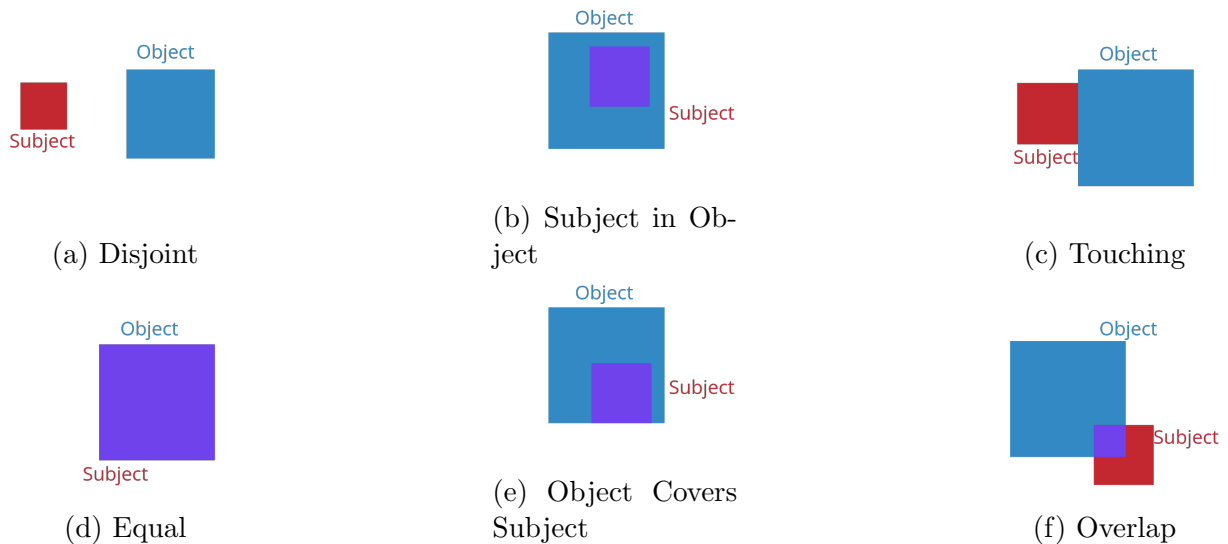 Object
Subject
(a) Disjoint
Object
Subject
(b) Subject in Ob-
ject
Object
Subject
(c) Touching
Object
Subject
(d) Equal
Object
Subject
(e) Object Covers
Subject
Object
Subject
(f) Overlap